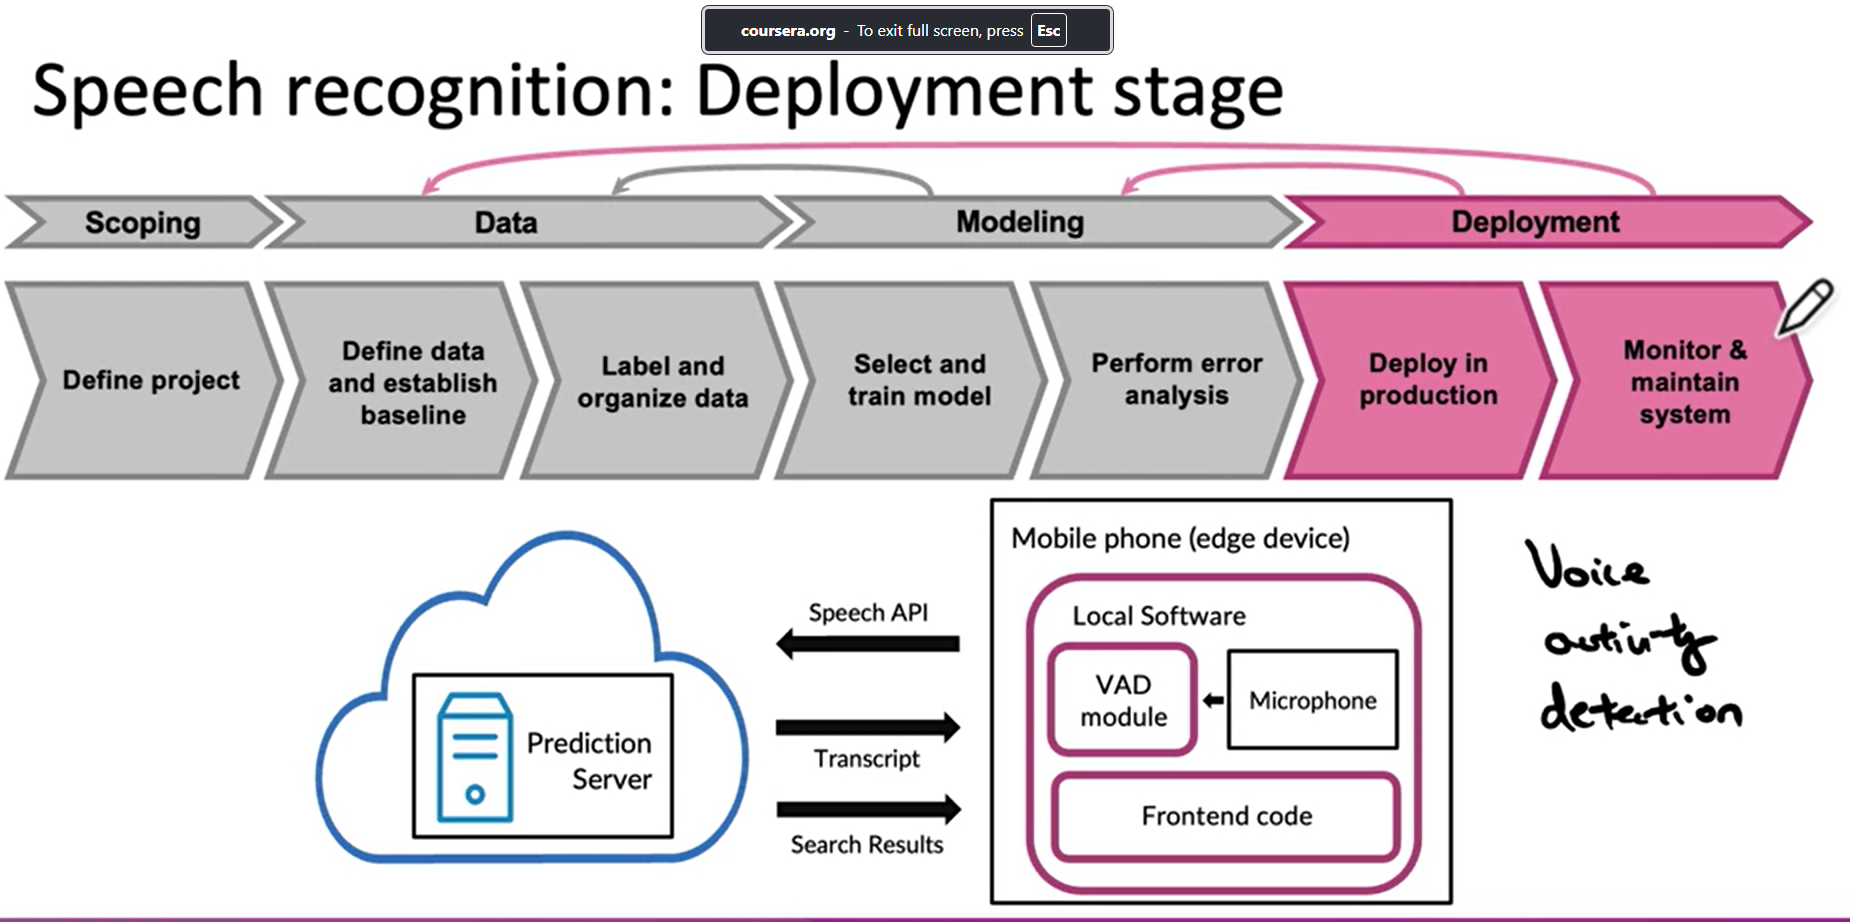 coursera.org - To exit full screen, press Esc
Speech recognition: Deployment stage
Scoping
Data
Modeling
Deployment
Define project
Define data
and establish
baseline
Label and
organize data
Select and
train model
Perform error
analysis
Deploy in
production
Monitor &
maintain
system
Prediction
Server
Speech API
Transcript
Search Results
Mobile phone (edge device)
Local Software
VAD
module
Microphone
Frontend code
Voice
activity
detection